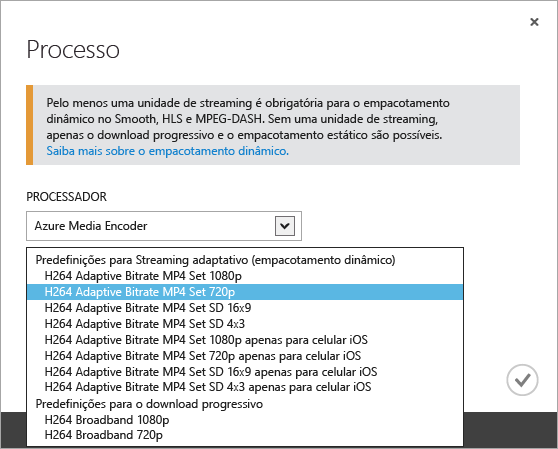 Processo
Pelo menos uma unidade de streaming é obrigatória para o empacotamento
dinâmico no Smooth, HLS e MPEG-DASH. Sem uma unidade de streaming,
apenas o download progressivo e o empacotamento estático são possíveis.
Saiba mais sobre o empacotamento dinâmico.
PROCESSADOR
Azure Media Encoder
Predefinições para Streaming adaptativo (empacotamento dinâmico)
H264 Adaptive Bitrate MP4 Set 1080p
H264 Adaptive Bitrate MP4 Set 720p
H264 Adaptive Bitrate MP4 Set SD 16x9
H264 Adaptive Bitrate MP4 Set SD 4x3
H264 Adaptive Bitrate MP4 Set 1080p apenas para celular iOS
H264 Adaptive Bitrate MP4 Set 720p apenas para celular iOS
H264 Adaptive Bitrate MP4 Set SD 16x9 apenas para celular iOS
H264 Adaptive Bitrate MP4 Set SD 4x3 apenas para celular iOS
Predefinições para o download progressivo
H264 Broadband 1080p
H264 Broadband 720p